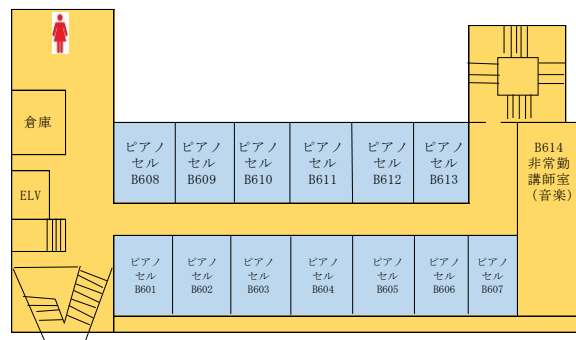 倉庫
ELV
ピアノ
セル
B608
ピアノ
セル
B609
ピアノ
セル
B610
ピアノ
セル
B611
ピアノ
セル
B612
ピアノ
セル
B613
B614
非常勤
講師室
（音楽）
ピアノ
セル
B601
ピアノ
セル
B602
ピアノ
セル
B603
ピアノ
セル
B604
ピアノ
セル
B605
ピアノ
セル
B606
ピアノ
セル
B607